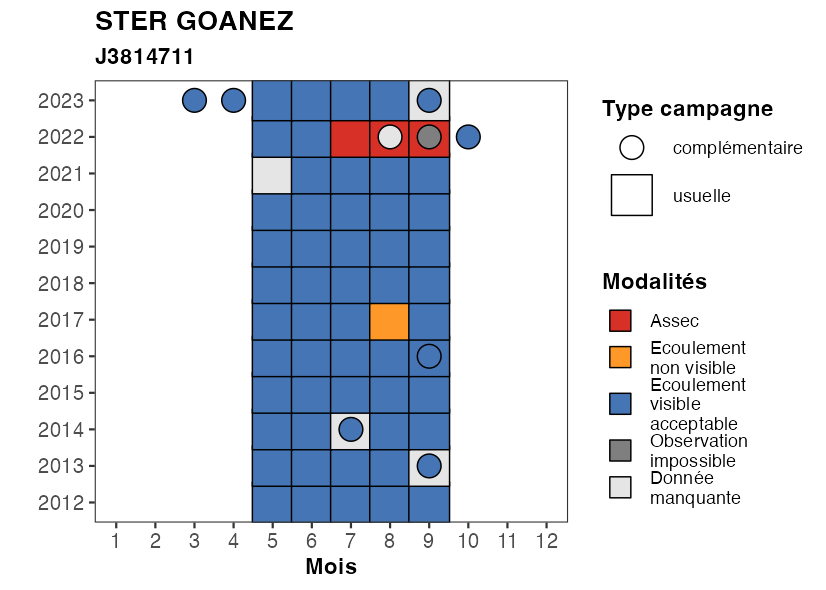 STER GOANEZ
J3814711
2023
2022
2021
2020
2019
2018
2017
2016
2015
2014
2013
2012
1 2 3 4 5 6 7 8 9 10 11 12
Mois
Type campagne
complémentaire
usuelle
Modalités
Assec
Ecoulement
non visible
Ecoulement
visible
acceptable
Observation
impossible
Donnée
manquante